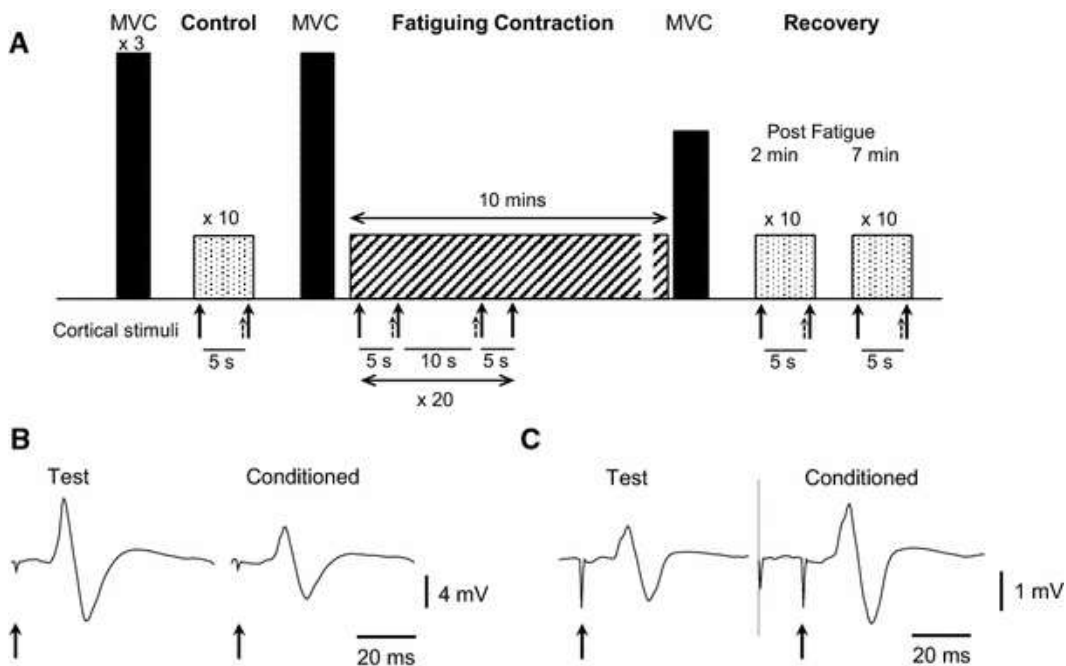 A
MVC
x 3
Control
MVC
Fatiguing Contraction
MVC
Recovery
Post Fatigue
2 min
7 min
10 mins
x 10
x 10
x 10
Cortical stimuli
5 s
5 s
10 s
5 s
5 s
5 s
x 20
B
Test
Conditioned
4 mV
20 ms
C
Test
Conditioned
1 mV
20 ms